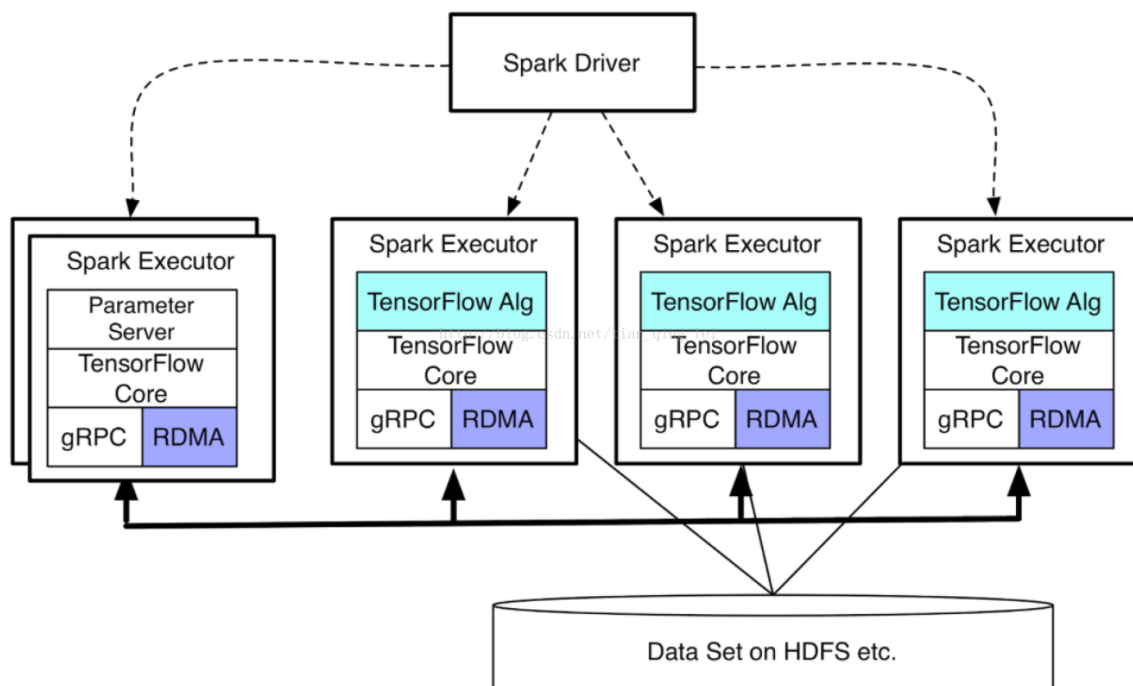 Spark Driver
Spark Executor
Parameter
Server
TensorFlow
Core
gRPC
RDMA
Spark Executor
TensorFlow Alg
TensorFlow
Core
gRPC
RDMA
Spark Executor
TensorFlow Alg
TensorFlow
Core
gRPC
RDMA
Spark Executor
TensorFlow Alg
TensorFlow
Core
gRPC
RDMA
Data Set on HDFS etc.